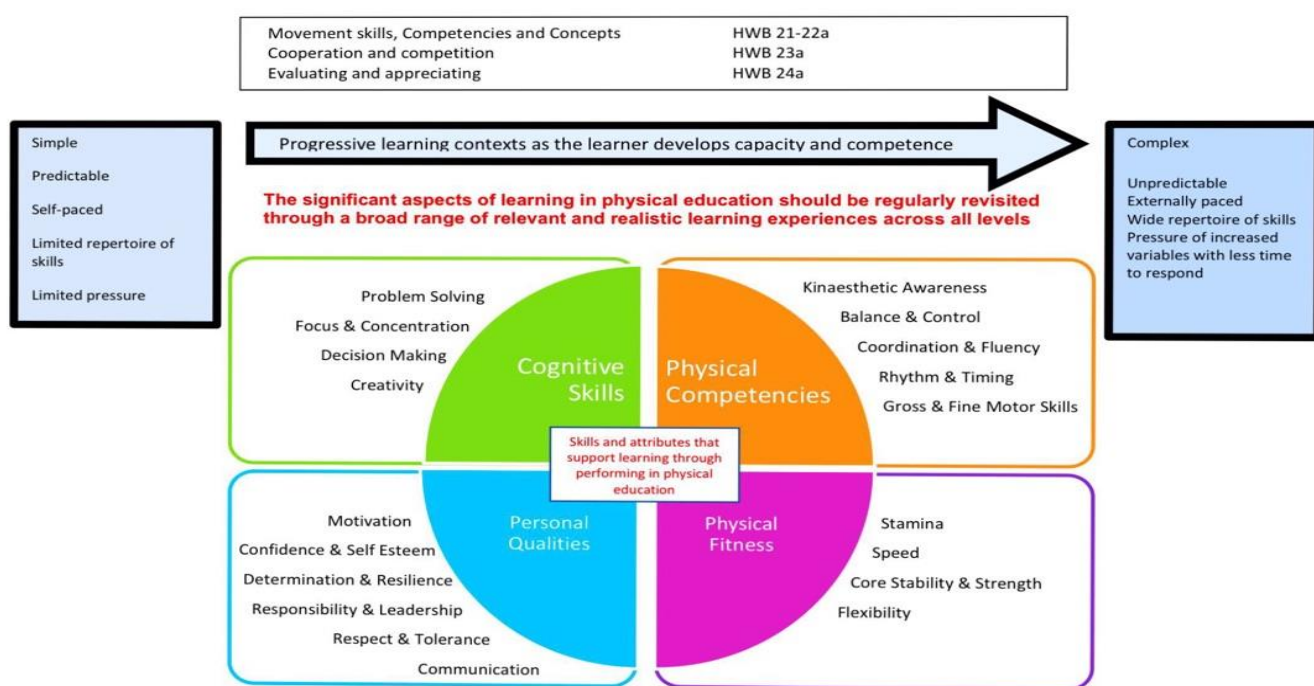 Movement skills, Competencies and Concepts HWB 21-22a
Cooperation and competition HWB 23a
Evaluating and appreciating HWB 24a
Simple
Predictable
Self-paced
Limited repertoire of
skills
Limited pressure
Progressive learning contexts as the learner develops capacity and competence
Complex
Unpredictable
Externally paced
Wide repertoire of skills
Pressure of increased
variables with less time
to respond
The significant aspects of learning in physical education should be regularly revisited
through a broad range of relevant and realistic learning experiences across all levels
Problem Solving
Focus & Concentration
Decision Making
Creativity
Cognitive
Skills
Physical
Competencies
Kinaesthetic Awareness
Balance & Control
Coordination & Fluency
Rhythm & Timing
Gross & Fine Motor Skills
Skills and attributes that
support learning through
performing in physical
education
Motivation
Confidence & Self Esteem
Determination & Resilience
Responsibility & Leadership
Respect & Tolerance
Communication
Personal
Qualities
Physical
Fitness
Stamina
Speed
Core Stability & Strength
Flexibility